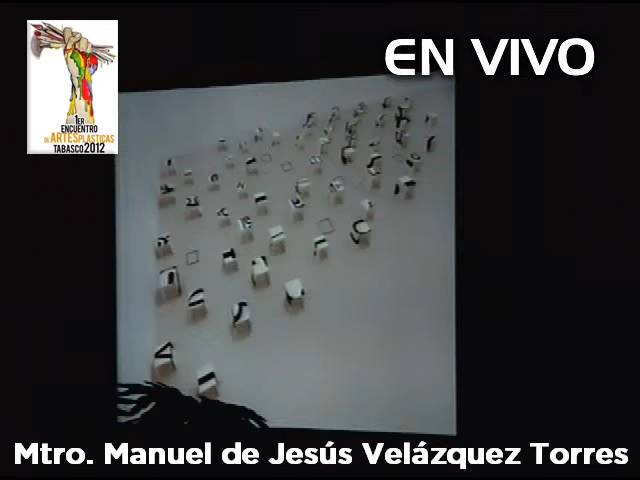 EN VIVO
1ER
ENCUENTRO
DE ARTES PLASTICAS
TABASCO 2012
Mtro. Manuel de Jesús Velázquez Torres